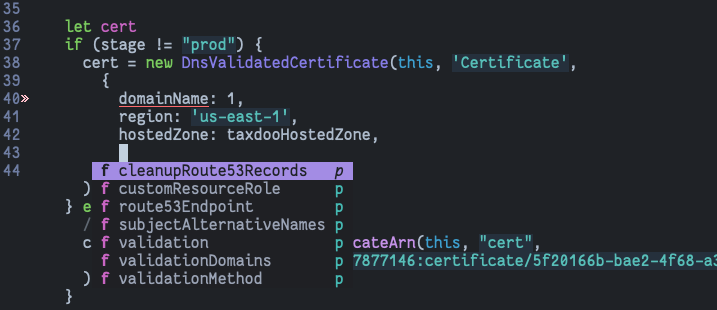 35
36 let cert
37 if (stage != "prod") {
38 cert = new DnsValidatedCertificate(this, 'Certificate',
39 {
40» domainName: 1,
41 region: 'us-east-1',
42 hostedZone: taxdooHostedZone,
43
44 f cleanupRoute53Records p
) f customResourceRole p
} e f route53Endpoint p
/ f subjectAlternativeNames p
c f validation p cateArn(this, "cert",
f validationDomains p 7877146:certificate/5f20166b-bae2-4f68-a3
) f validationMethod p
}